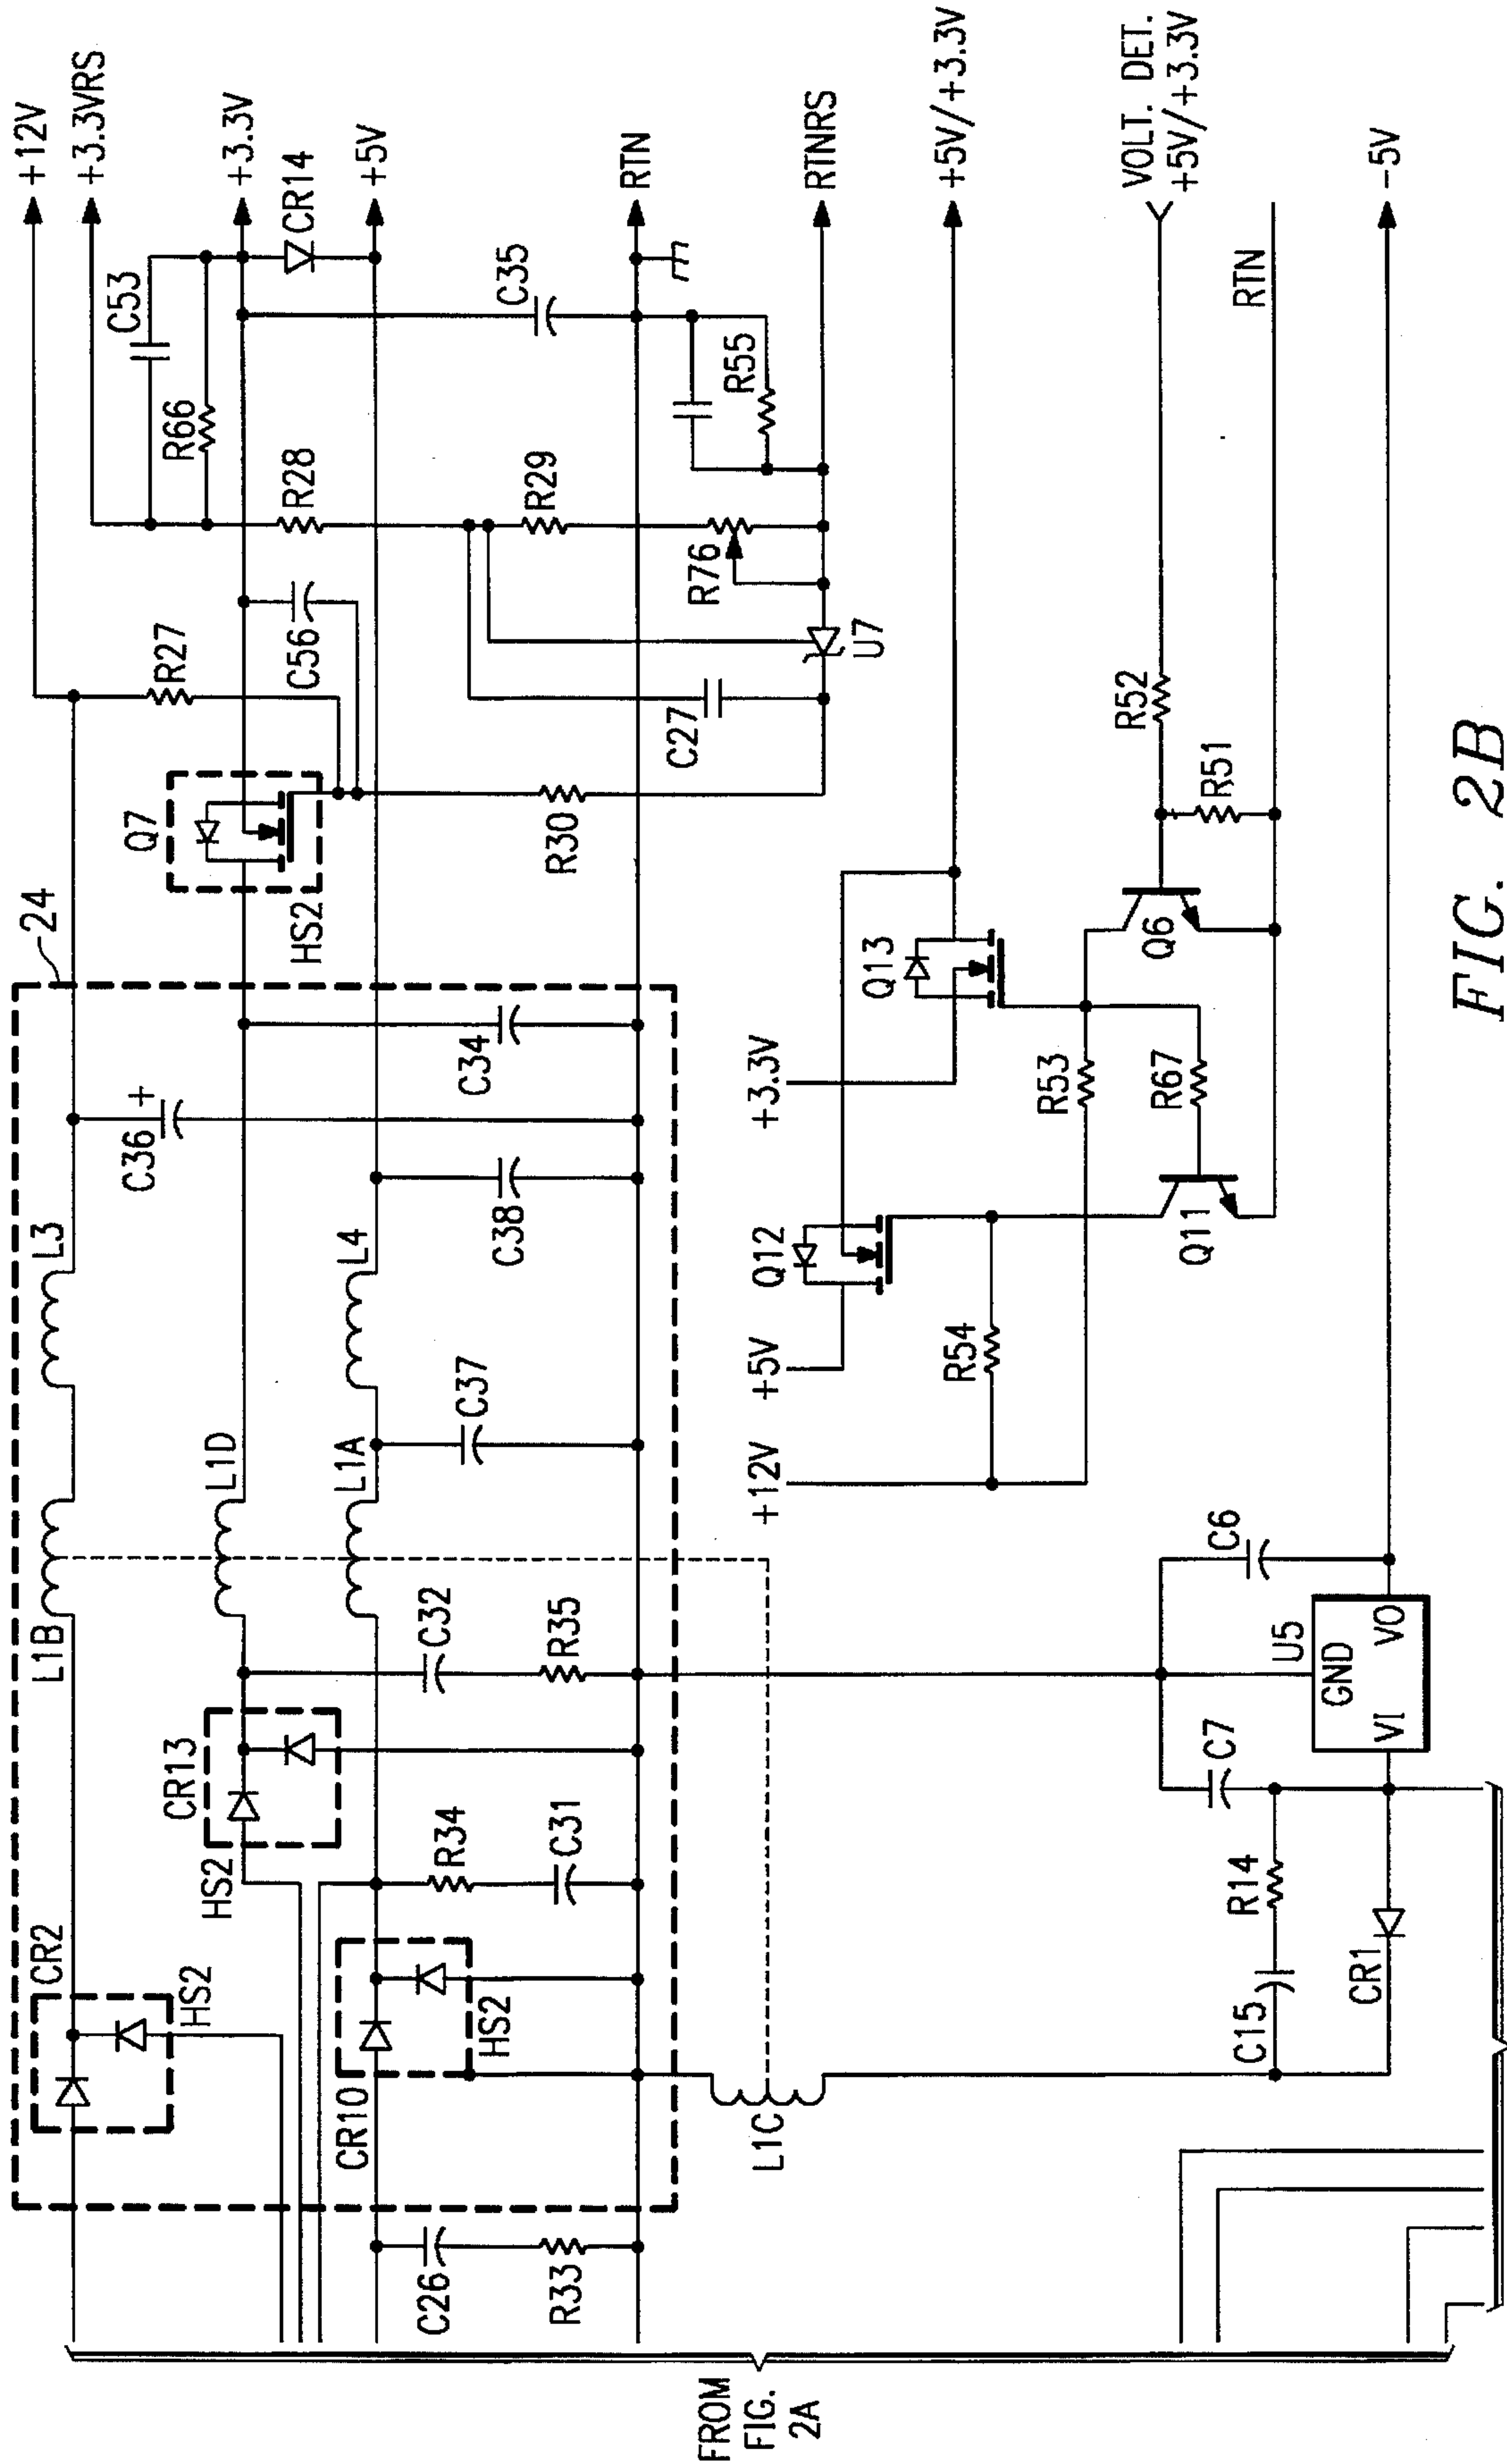 FROM
FIG.
2A
CR2
HS2
L1B
L3
24
R27
+12V
+3.3VRS
C53
R66
CR13
HS2
L1D
C36
+
Q7
HS2
C56
R28
+3.3V
CR14
CR10
HS2
R34
C31
C32
R35
L1A
C37
L4
C38
C34
R30
+5V
C26
R33
C27
R29
R76
U7
C35
R55
RTN
RTNRS
L1C
+12V
+5V
Q12
+3.3V
Q13
+5V/+3.3V
R54
R53
R67
Q11
Q6
R52
R51
VOLT. DET.
+5V/+3.3V
RTN
C15
R14
CR1
C7
U5
GND
VI
VO
C6
-5V
FIG. 2B